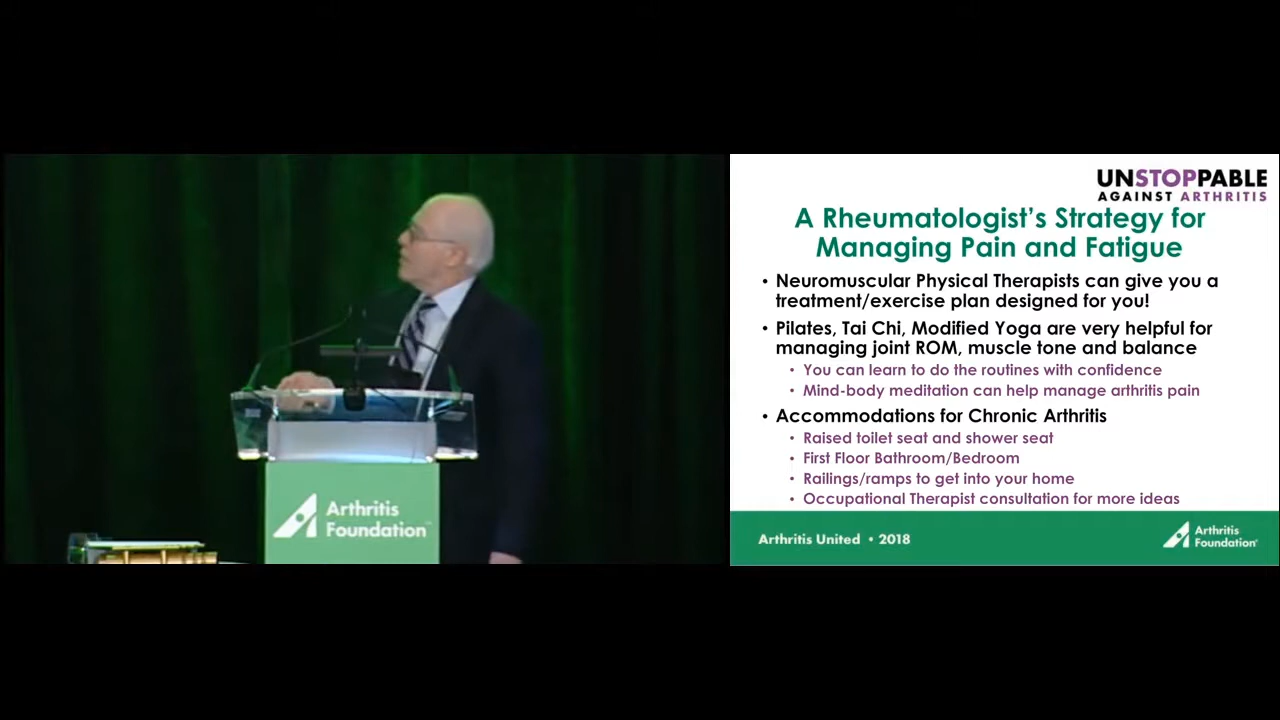 Arthritis
Foundation
UNSTOPPABLE
AGAINST ARTHRITIS
A Rheumatologist's Strategy for
Managing Pain and Fatigue
• Neuromuscular Physical Therapists can give you a
treatment/exercise plan designed for you!
• Pilates, Tai Chi, Modified Yoga are very helpful for
managing joint ROM, muscle tone and balance
• You can learn to do the routines with confidence
• Mind-body meditation can help manage arthritis pain
• Accommodations for Chronic Arthritis
• Raised toilet seat and shower seat
• First Floor Bathroom/Bedroom
• Railings/ramps to get into your home
• Occupational Therapist consultation for more ideas
Arthritis United • 2018
Arthritis
Foundation